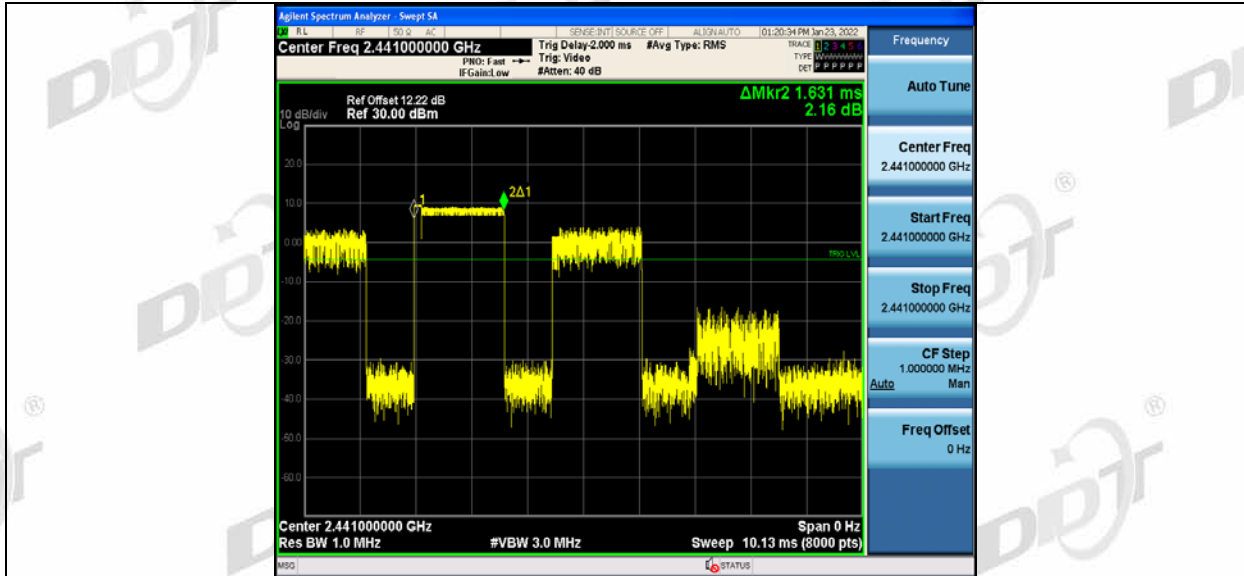 Agilent Spectrum Analyzer - Swept SA
RL RF 50 Ω AC SENSE:INT SOURCE OFF ALIGN AUTO 01:20:34 PM Jan 23, 2022
Center Freq 2.441000000 GHz
PNO: Fast
IFGain:Low
Trig Delay-2.000 ms
Trig: Video
#Atten: 40 dB
#Avg Type: RMS
TRACE 1 2 3 4 5 6
TYPE
DET P P P P P P
Frequency
Ref Offset 12.22 dB
10 dB/div Ref 30.00 dBm
Log
ΔMkr2 1.631 ms
2.16 dB
20.0
10.0
0.00
-10.0
-20.0
-30.0
-40.0
-50.0
-60.0
1
2Δ1
TRIG LVL
Center 2.441000000 GHz
Span 0 Hz
Res BW 1.0 MHz
#VBW 3.0 MHz
Sweep 10.13 ms (8000 pts)
MSG
STATUS
Auto Tune
Center Freq
2.441000000 GHz
Start Freq
2.441000000 GHz
Stop Freq
2.441000000 GHz
CF Step
1.000000 MHz
Auto Man
Freq Offset
0 Hz
DDT
®